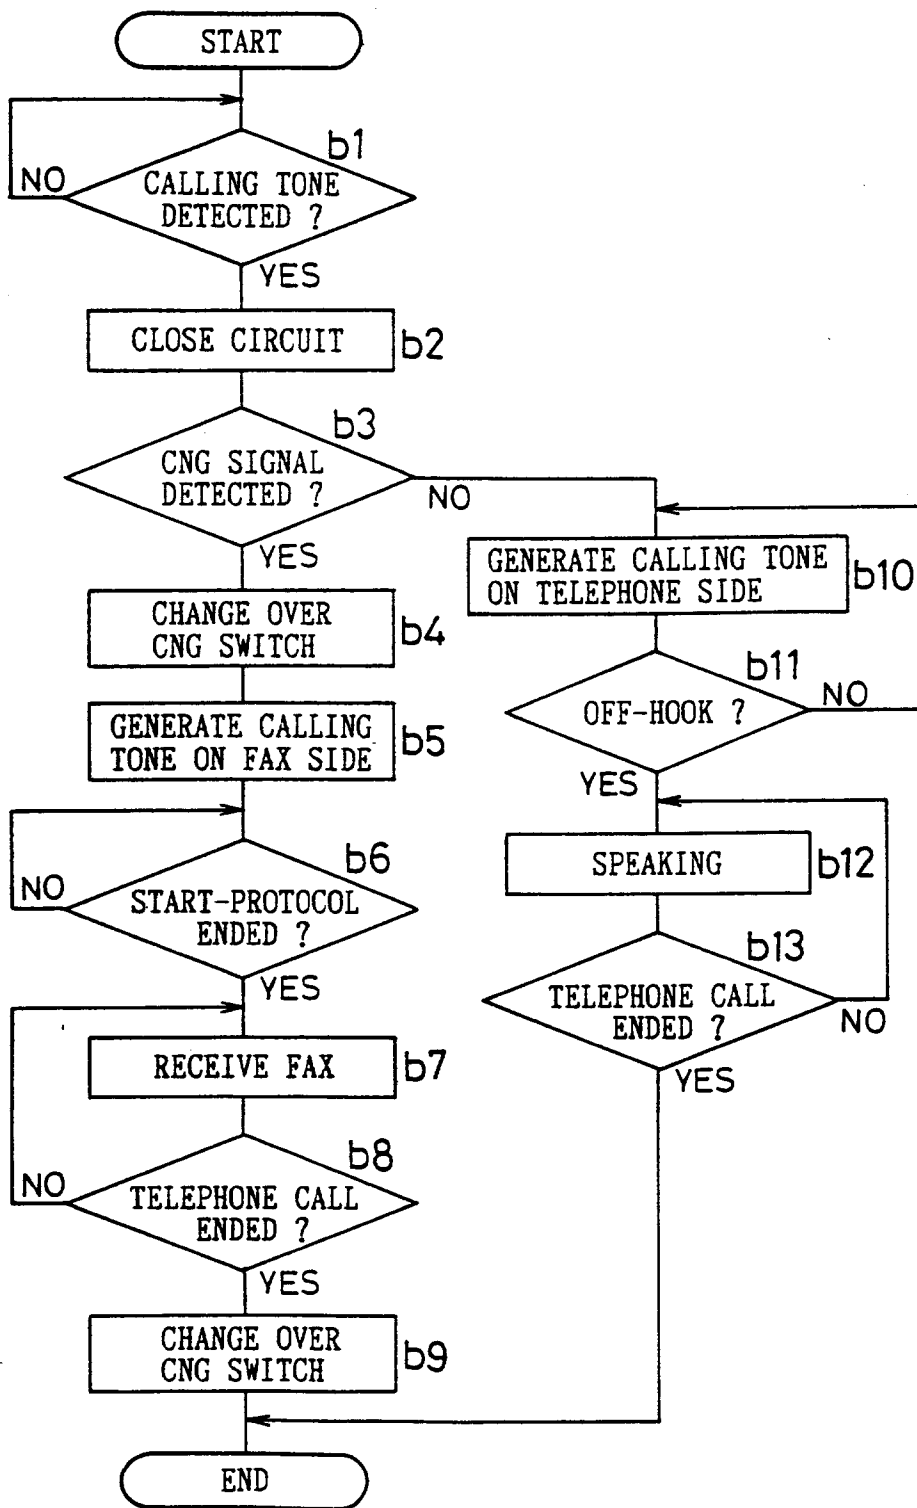 START
b1
NO
CALLING TONE
DETECTED ?
YES
CLOSE CIRCUIT
b2
b3
CNG SIGNAL
DETECTED ?
NO
YES
CHANGE OVER
CNG SWITCH
b4
GENERATE CALLING
TONE ON FAX SIDE
b5
b6
NO
START-PROTOCOL
ENDED ?
YES
RECEIVE FAX
b7
b8
NO
TELEPHONE CALL
ENDED ?
YES
CHANGE OVER
CNG SWITCH
b9
GENERATE CALLING TONE
ON TELEPHONE SIDE
b10
b11
OFF-HOOK ?
NO
YES
SPEAKING
b12
b13
TELEPHONE CALL
ENDED ?
NO
YES
END